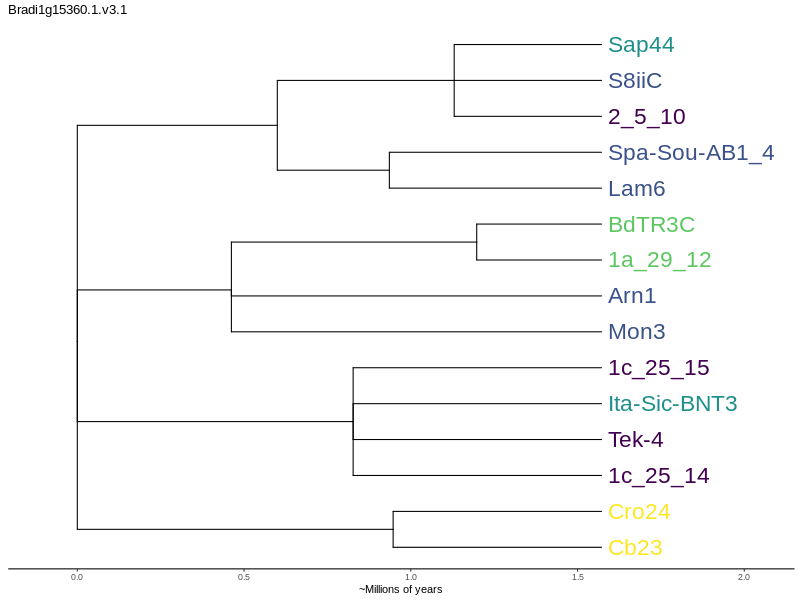 Bradi1g15360.1.v3.1
Sap44
S8iiC
2_5_10
Spa-Sou-AB1_4
Lam6
BdTR3C
1a_29_12
Arn1
Mon3
1c_25_15
Ita-Sic-BNT3
Tek-4
1c_25_14
Cro24
Cb23
0.0 0.5 1.0 1.5 2.0
~Millions of years